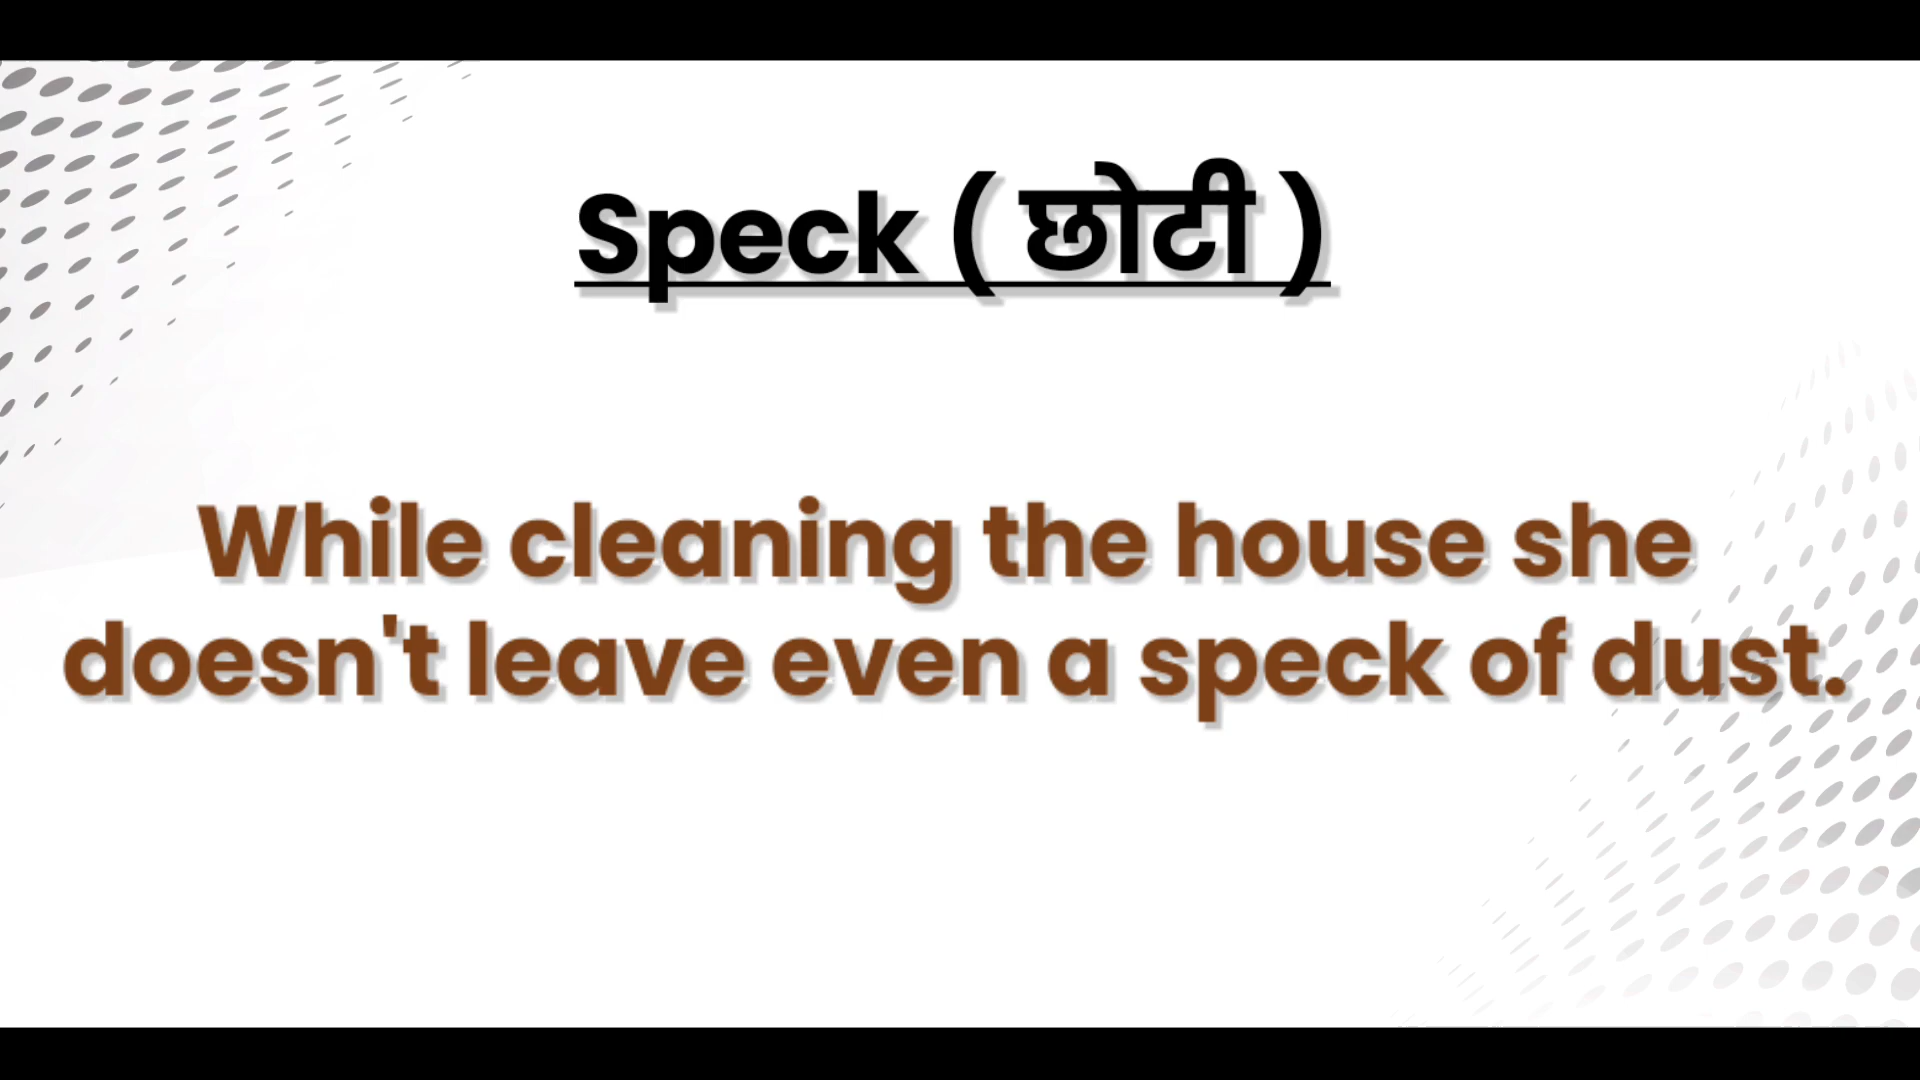 Speck ( छोटी )
While cleaning the house she
doesn't leave even a speck of dust.